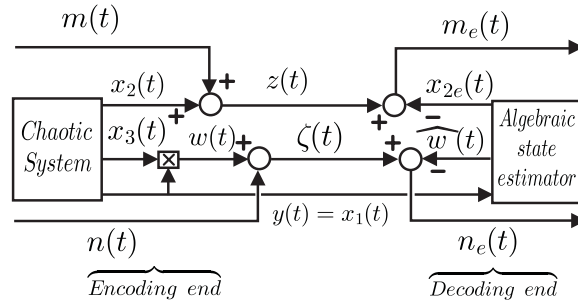 m(t)
m_e(t)
x_2(t)
+
z(t)
x_{2e}(t)
+
+
−
Chaotic
System
x_3(t)
w(t)
+
ζ(t)
+
\widehat{w}(t)
−
Algebraic
state
estimator
×
y(t) = x_1(t)
n(t)
n_e(t)
Encoding end
Decoding end